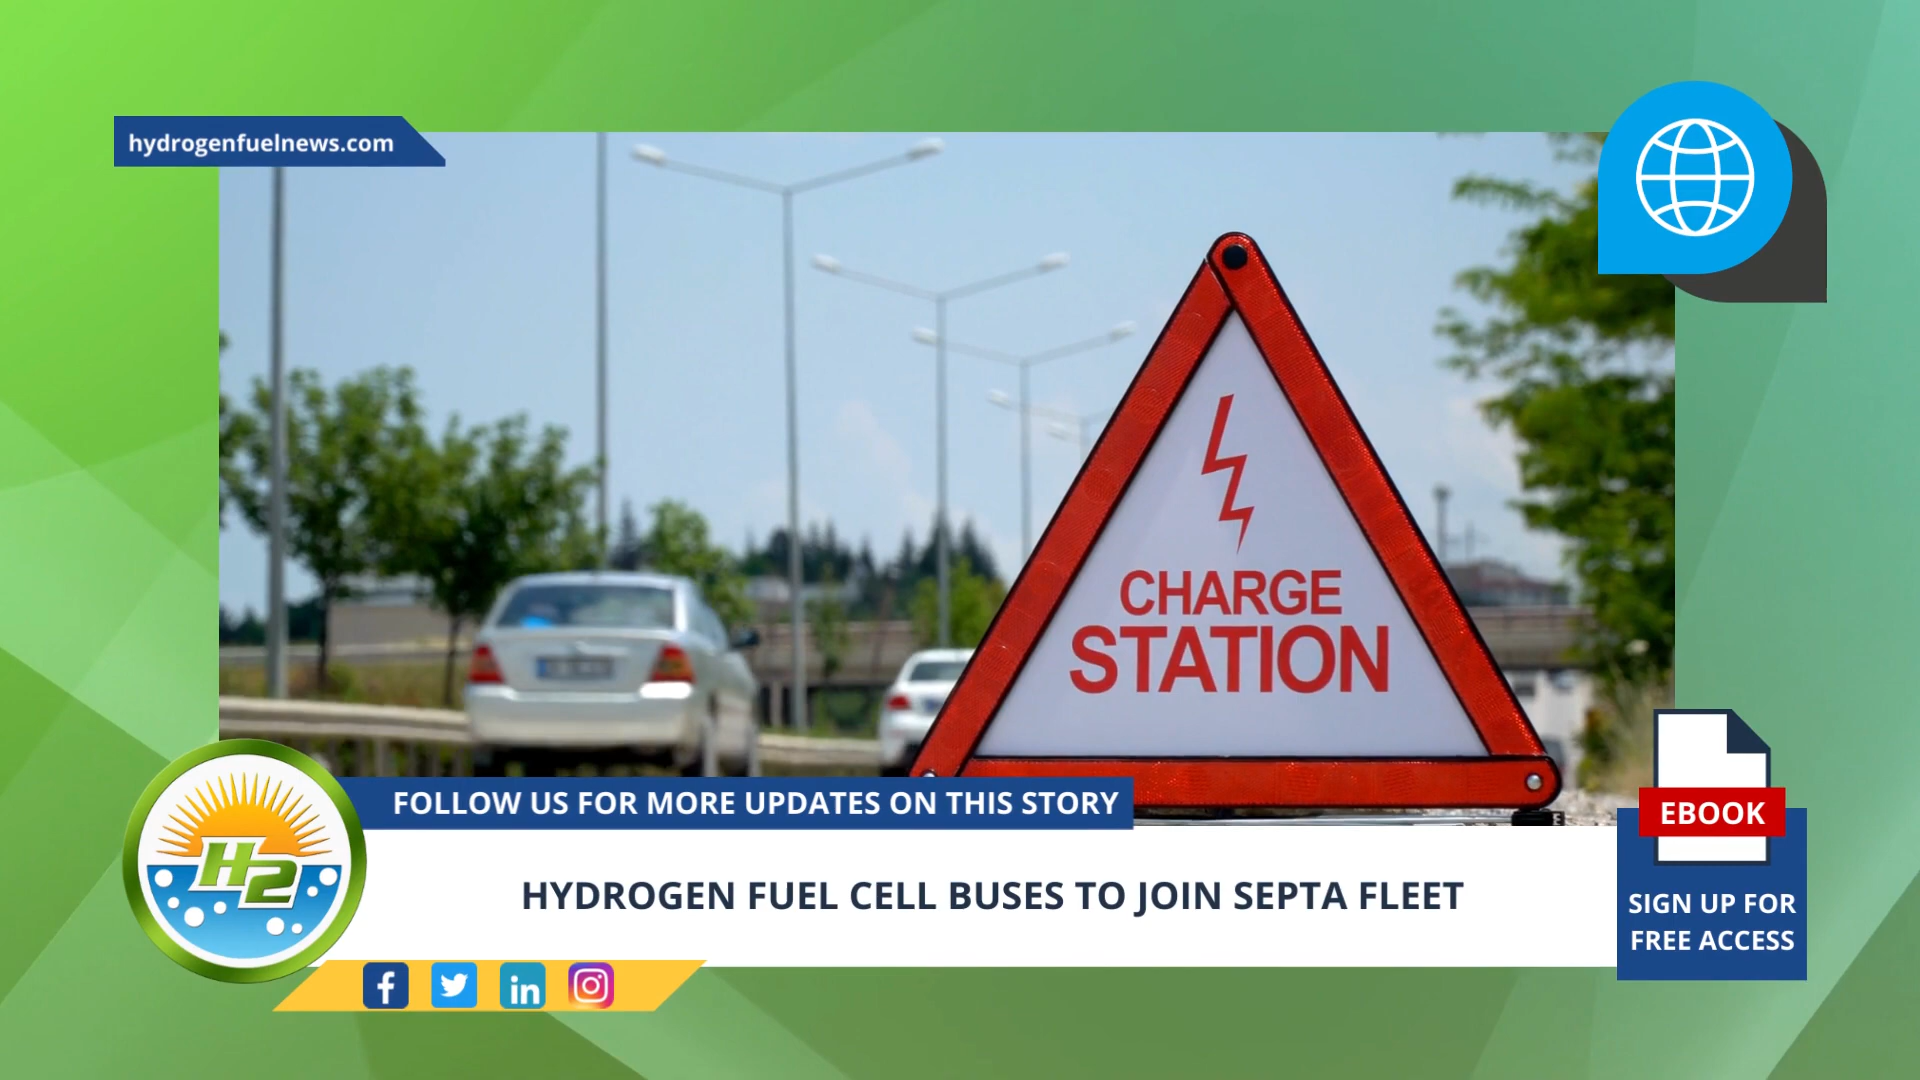 hydrogenfuelnews.com
CHARGE
STATION
FOLLOW US FOR MORE UPDATES ON THIS STORY
H2
HYDROGEN FUEL CELL BUSES TO JOIN SEPTA FLEET
EBOOK
SIGN UP FOR
FREE ACCESS